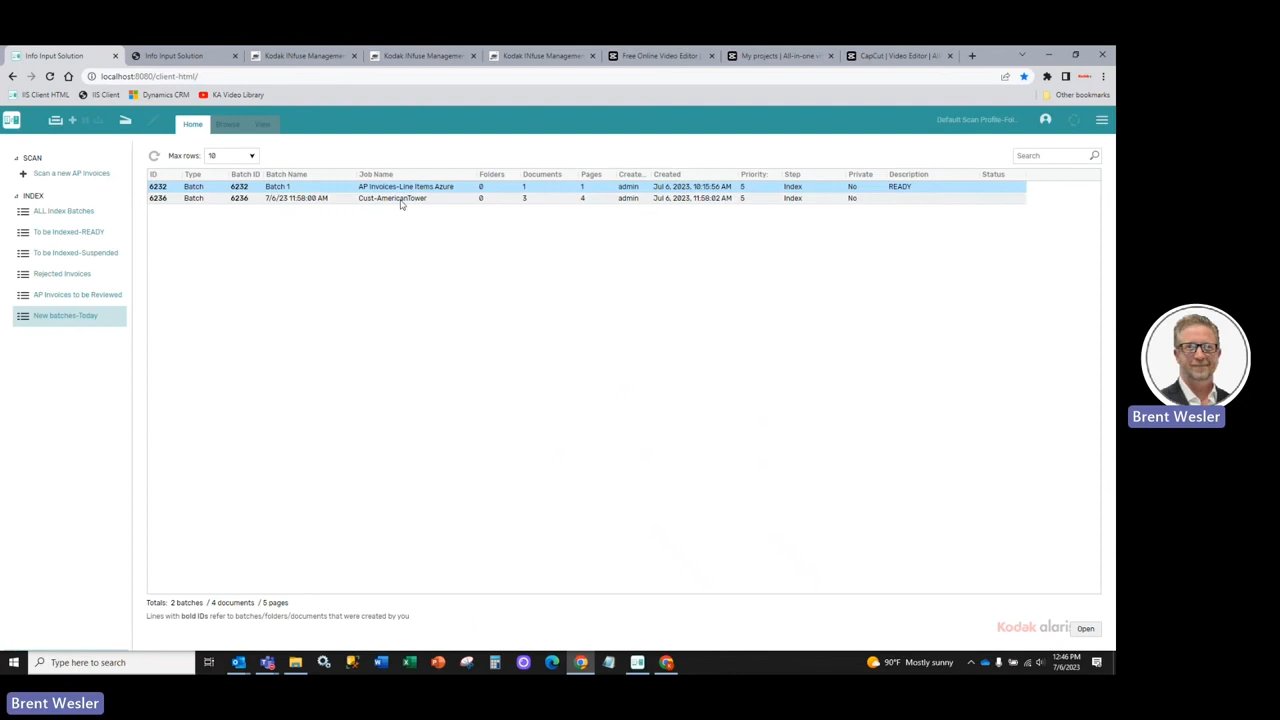 Info Input Solution
Info Input Solution
Kodak INfuse Manageme
Kodak INfuse Manageme
Kodak INfuse Manageme
Free Online Video Editor |
My projects | All-in-one v
CapCut | Video Editor | Al
localhost:8080/client-html/
IIS Client HTML
IIS Client
Dynamics CRM
KA Video Library
Other bookmarks
Home
Browse
View
Default Scan Profile-Fol...
SCAN
Scan a new AP Invoices
INDEX
ALL Index Batches
To be Indexed-READY
To be Indexed-Suspended
Rejected Invoices
AP Invoices to be Reviewed
New batches-Today
Max rows: 10
Search
ID Type Batch ID Batch Name Job Name Folders Documents Pages Create... Created Priority: Step Private Description Status
6232 Batch 6232 Batch 1 AP Invoices-Line Items Azure 0 1 1 admin Jul 6, 2023, 10:15:56 AM 5 Index No READY
6236 Batch 6236 7/6/23 11:58:00 AM Cust-AmericanTower 0 3 4 admin Jul 6, 2023, 11:58:02 AM 5 Index No
Totals: 2 batches / 4 documents / 5 pages
Lines with bold IDs refer to batches/folders/documents that were created by you
Kodak alaris
Open
Type here to search
90°F Mostly sunny
12:46 PM
7/6/2023
Brent Wesler
Brent Wesler